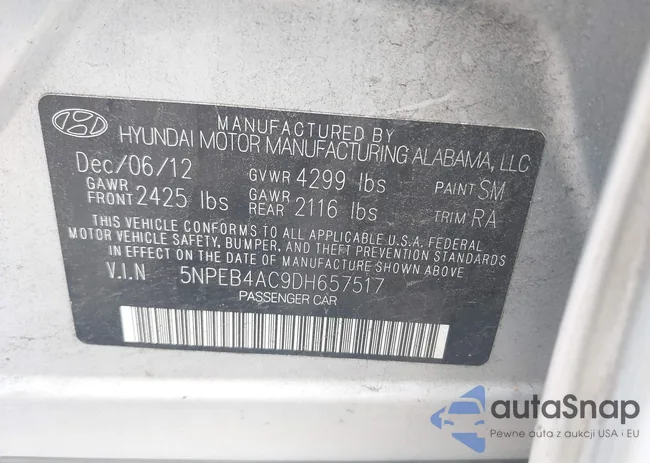 MANUFACTURED BY
HYUNDAI MOTOR MANUFACTURING ALABAMA, LLC
Dec/06/12 GVWR 4299 lbs PAINT SM
GAWR FRONT 2425 lbs GAWR REAR 2116 lbs TRIM RA
THIS VEHICLE CONFORMS TO ALL APPLICABLE U.S.A. FEDERAL
MOTOR VEHICLE SAFETY, BUMPER, AND THEFT PREVENTION STANDARDS
IN EFFECT ON THE DATE OF MANUFACTURE SHOWN ABOVE.
V.I.N 5NPEB4AC9DH657517
PASSENGER CAR
autaSnap
Pewne auta z aukcji USA i EU